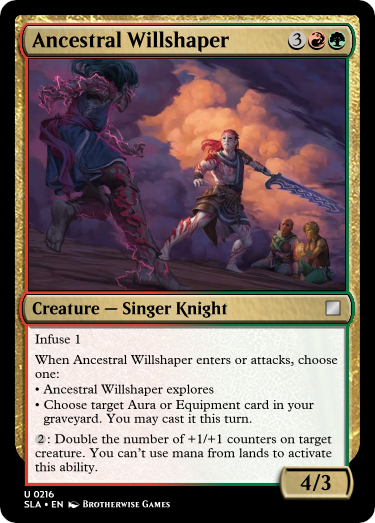 Ancestral Willshaper 3
Creature — Singer Knight
Infuse 1
When Ancestral Willshaper enters or attacks, choose
one:
• Ancestral Willshaper explores
• Choose target Aura or Equipment card in your
graveyard. You may cast it this turn.
2: Double the number of +1/+1 counters on target
creature. You can't use mana from lands to activate
this ability.
4/3
U 0216
SLA • EN Brotherwise Games